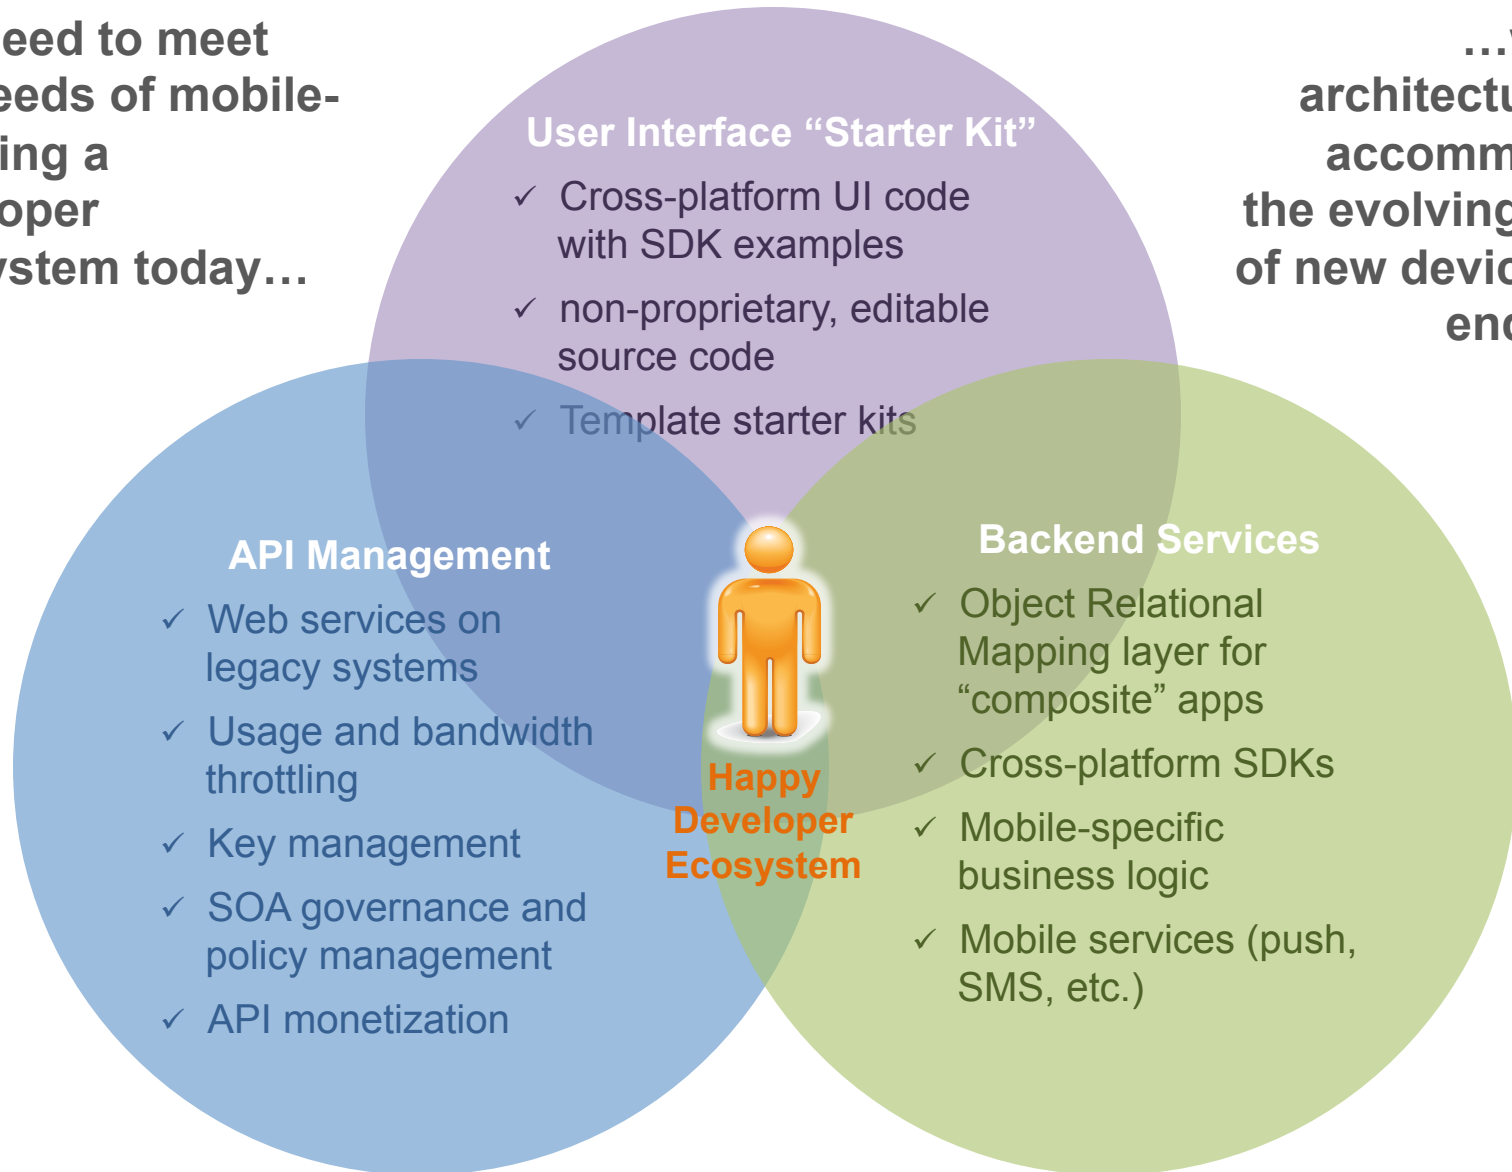 eed to meet
eeds of mobile-
ing a
oper
ystem today…
…
architectu
accomm
the evolving
of new devic
end
User Interface “Starter Kit”
✓ Cross-platform UI code
with SDK examples
✓ non-proprietary, editable
source code
✓ Template starter kits
API Management
✓ Web services on
legacy systems
✓ Usage and bandwidth
throttling
✓ Key management
✓ SOA governance and
policy management
✓ API monetization
Happy
Developer
Ecosystem
Backend Services
✓ Object Relational
Mapping layer for
“composite” apps
✓ Cross-platform SDKs
✓ Mobile-specific
business logic
✓ Mobile services (push,
SMS, etc.)